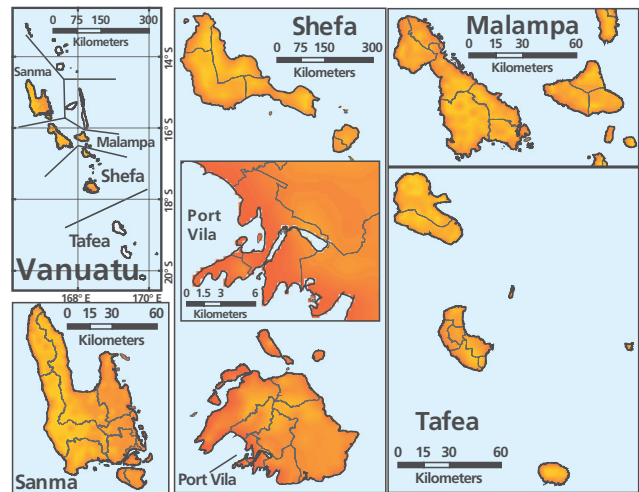 0 75 150 300
Kilometers
Sanma
Malampa
Shefa
Tafea
Vanuatu
14°S
16°S
18°S
20°S
168° E
170° E
Shefa
0 75 150 300
Kilometers
Malampa
0 15 30 60
Kilometers
Port
Vila
0 1.5 3 6
Kilometers
0 15 30 60
Kilometers
Sanma
Port Vila
Tafea
0 15 30 60
Kilometers